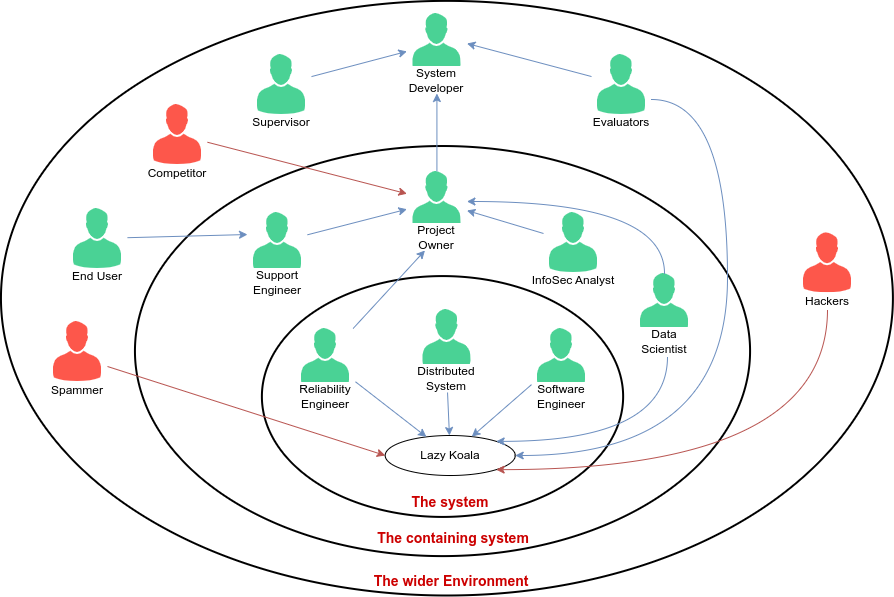 System
Developer
Supervisor
Evaluators
Competitor
Project
Owner
End User
Support
Engineer
InfoSec Analyst
Hackers
Data
Scientist
Spammer
Reliability
Engineer
Distributed
System
Software
Engineer
Lazy Koala
The system
The containing system
The wider Environment